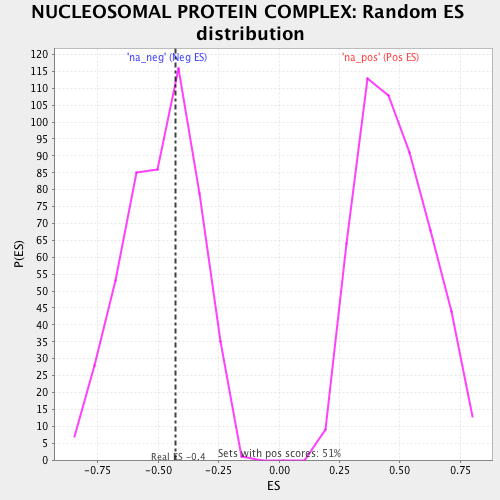 NUCLEOSOMAL PROTEIN COMPLEX: Random ES
distribution
'na_neg' (Neg ES)
'na_pos' (Pos ES)
120
115
110
105
100
95
90
85
80
75
70
65
60
55
50
45
40
35
30
25
20
15
10
5
0
P(ES)
Real ES -0.4
Sets with pos scores: 51%
-0.75 -0.50 -0.25 0.00 0.25 0.50 0.75
ES